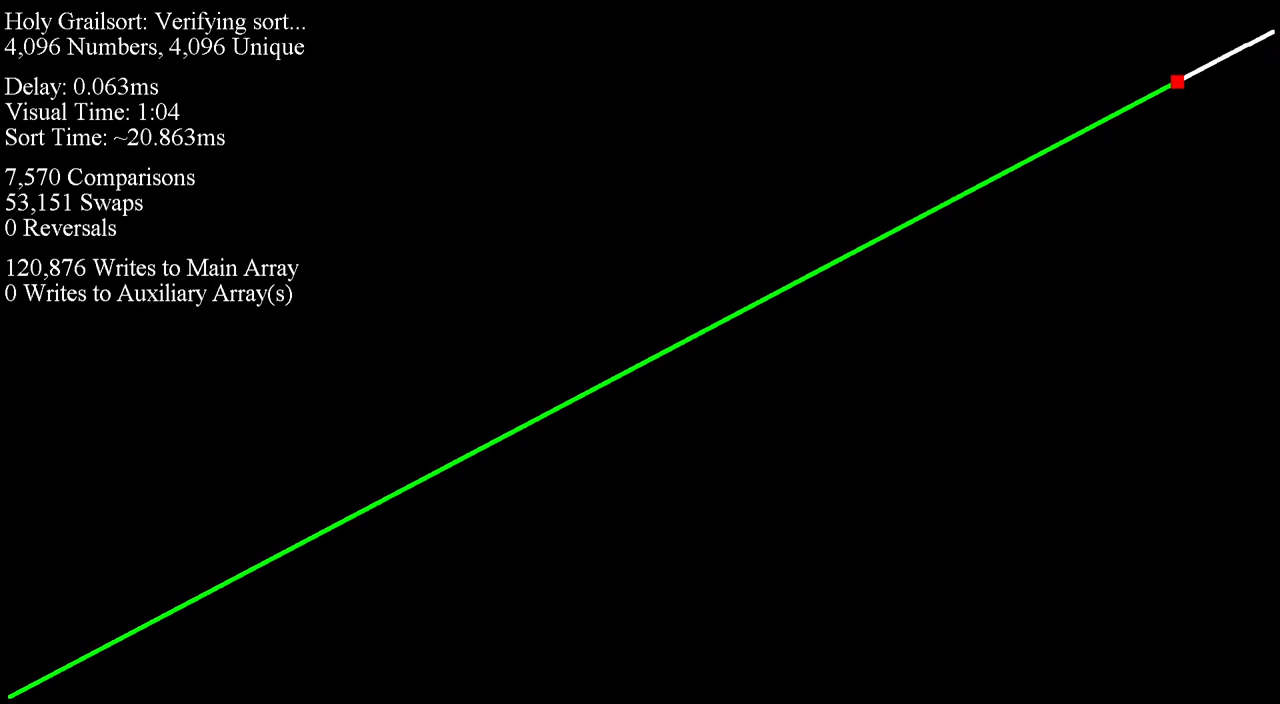 Holy Grailsort: Verifying sort...
4,096 Numbers, 4,096 Unique
Delay: 0.063ms
Visual Time: 1:04
Sort Time: ~20.863ms
7,570 Comparisons
53,151 Swaps
0 Reversals
120,876 Writes to Main Array
0 Writes to Auxiliary Array(s)